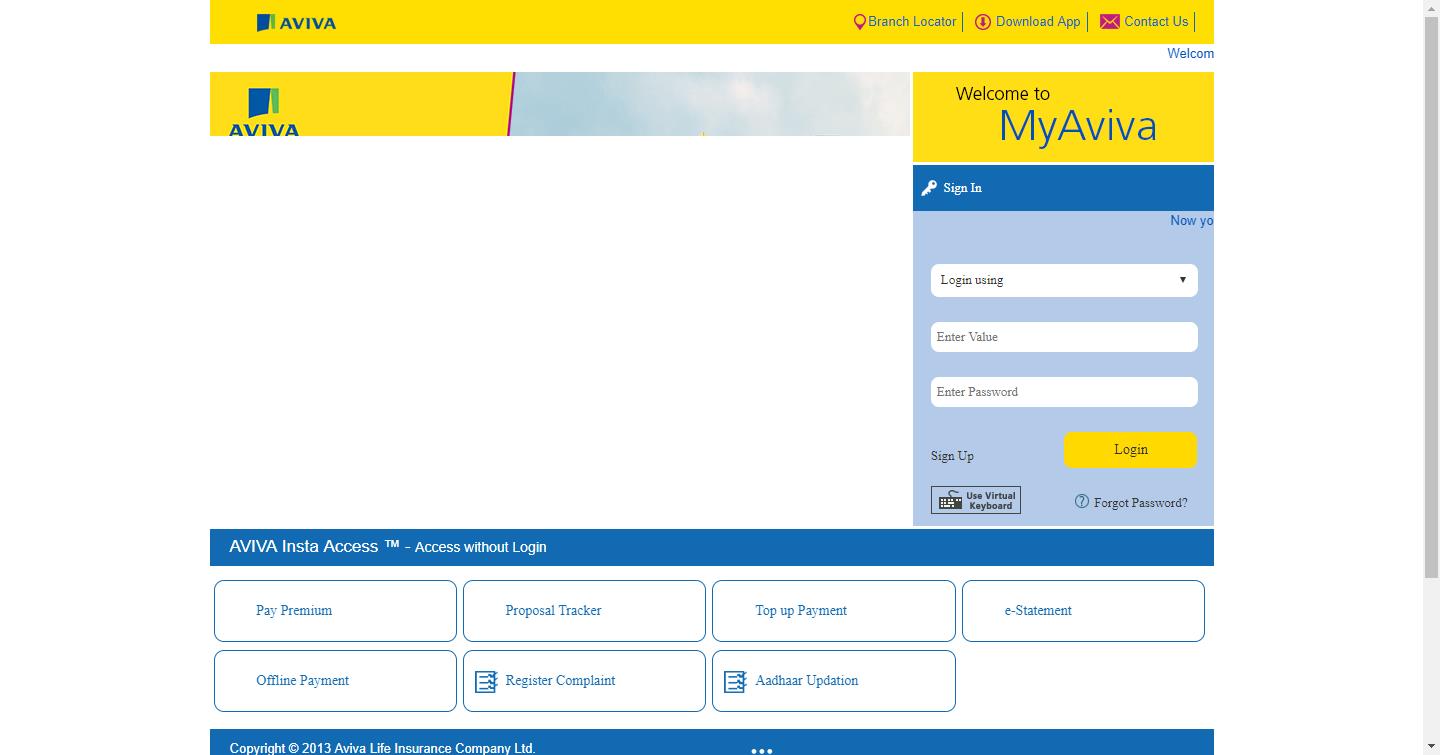 AVIVA
Branch Locator
Download App
Contact Us
Welcom
AVIVA
Welcome to
MyAviva
Sign In
Now yo
Login using
Enter Value
Enter Password
Sign Up
Login
Use Virtual
Keyboard
Forgot Password?
AVIVA Insta Access ™ - Access without Login
Pay Premium
Proposal Tracker
Top up Payment
e-Statement
Offline Payment
Register Complaint
Aadhaar Updation
Copyright © 2013 Aviva Life Insurance Company Ltd.